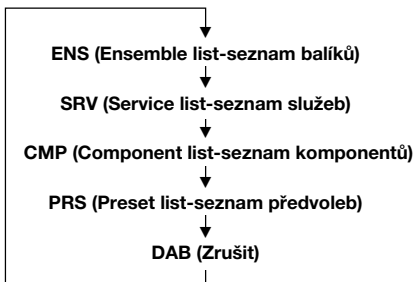 ENS (Ensemble list-seznam balíků)
SRV (Service list-seznam služeb)
CMP (Component list-seznam komponentů)
PRS (Preset list-seznam předvoleb)
DAB (Zrušit)